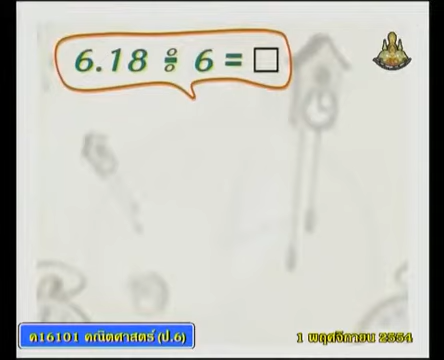 6.18 ÷ 6 = □
ค16101 คณิตศาสตร์ (ป.6)
1 พฤศจิกายน 2554